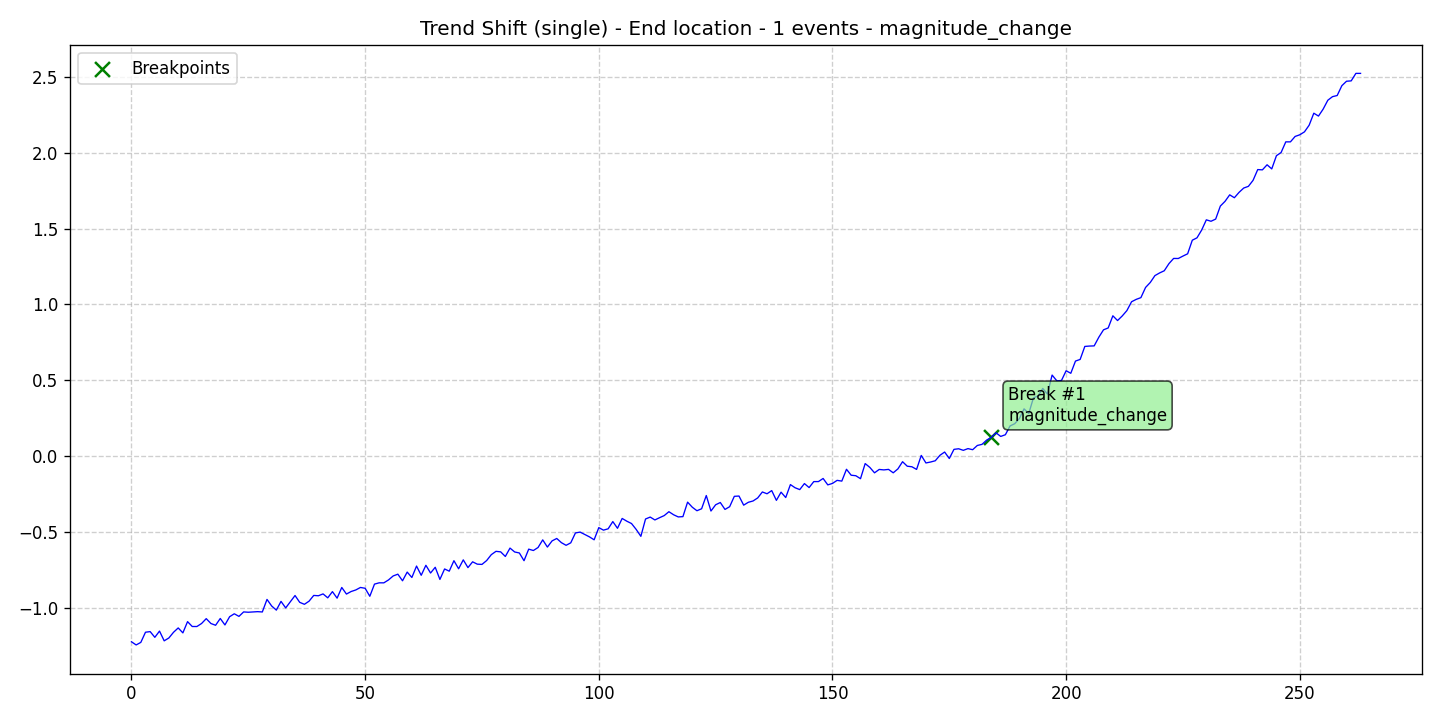 Trend Shift (single) - End location - 1 events - magnitude_change
Breakpoints
2.5
2.0
1.5
1.0
0.5
0.0
−0.5
−1.0
Break #1
magnitude_change
0 50 100 150 200 250